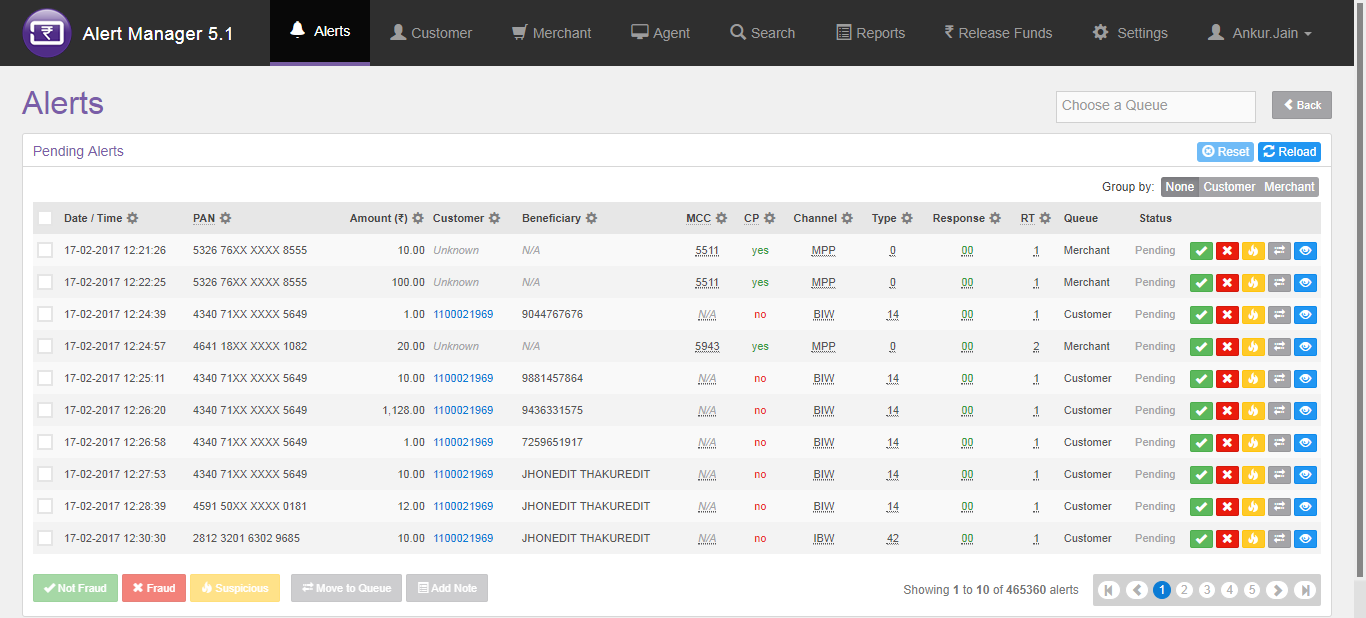 Alert Manager 5.1 Alerts Customer Merchant Agent Search Reports ₹ Release Funds Settings Ankur.Jain
Alerts Choose a Queue Back
Pending Alerts Reset Reload
Group by: None Customer Merchant
Date / Time PAN Amount (₹) Customer Beneficiary MCC CP Channel Type Response RT Queue Status
17-02-2017 12:21:26 5326 76XX XXXX 8555 10.00 Unknown N/A 5511 yes MPP 0 00 1 Merchant Pending
17-02-2017 12:22:25 5326 76XX XXXX 8555 100.00 Unknown N/A 5511 yes MPP 0 00 1 Merchant Pending
17-02-2017 12:24:39 4340 71XX XXXX 5649 1.00 1100021969 9044767676 N/A no BIW 14 00 1 Customer Pending
17-02-2017 12:24:57 4641 18XX XXXX 1082 20.00 Unknown N/A 5943 yes MPP 0 00 2 Merchant Pending
17-02-2017 12:25:11 4340 71XX XXXX 5649 10.00 1100021969 9881457864 N/A no BIW 14 00 1 Customer Pending
17-02-2017 12:26:20 4340 71XX XXXX 5649 1,128.00 1100021969 9436331575 N/A no BIW 14 00 1 Customer Pending
17-02-2017 12:26:58 4340 71XX XXXX 5649 1.00 1100021969 7259651917 N/A no BIW 14 00 1 Customer Pending
17-02-2017 12:27:53 4340 71XX XXXX 5649 10.00 1100021969 JHONEDIT THAKUREDIT N/A no BIW 14 00 1 Customer Pending
17-02-2017 12:28:39 4591 50XX XXXX 0181 12.00 1100021969 JHONEDIT THAKUREDIT N/A no BIW 14 00 1 Customer Pending
17-02-2017 12:30:30 2812 3201 6302 9685 10.00 1100021969 JHONEDIT THAKUREDIT N/A no IBW 42 00 1 Customer Pending
Not Fraud Fraud Suspicious Move to Queue Add Note Showing 1 to 10 of 465360 alerts 1 2 3 4 5